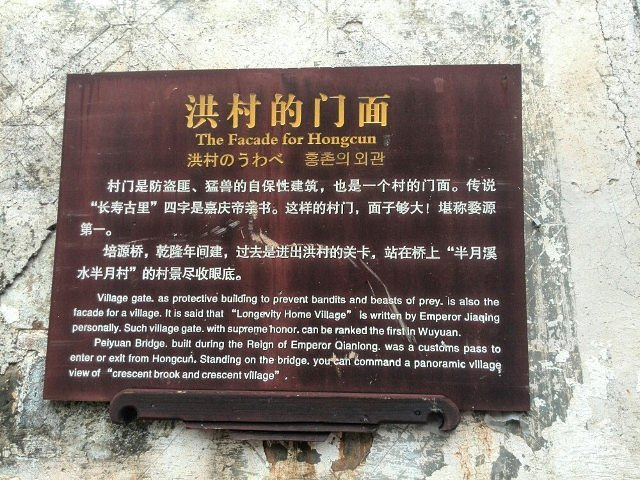 洪村的门面
The Facade for Hongcun
洪村のうわべ 홍촌의 외관
村门是防盗匪、猛兽的自保性建筑，也是一个村的门面。传说
“长寿古里”四字是嘉庆帝亲书。这样的村门，面子够大！堪称婺源
第一。
培源桥，乾隆年间建，过去是进出洪村的关卡，站在桥上“半月溪
水半月村”的村景尽收眼底。
Village gate. as protective building to prevent bandits and beasts of prey. is also the
facade for a village. It is said that “Longevity Home Village” is written by Emperor Jiaqing
personally. Such village gate. with supreme honor. can be ranked the first in Wuyuan.
Peiyuan Bridge. built during the Reign of Emperor Qianlong. was a customs pass to
enter or exit from Hongcun. Standing on the bridge. you can command a panoramic village
view of “crescent brook and crescent village”